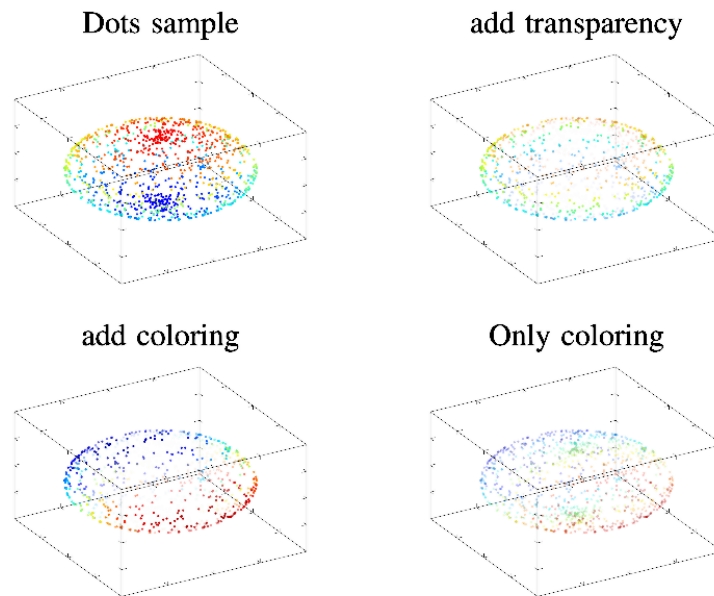 Dots sample
add transparency
add coloring
Only coloring